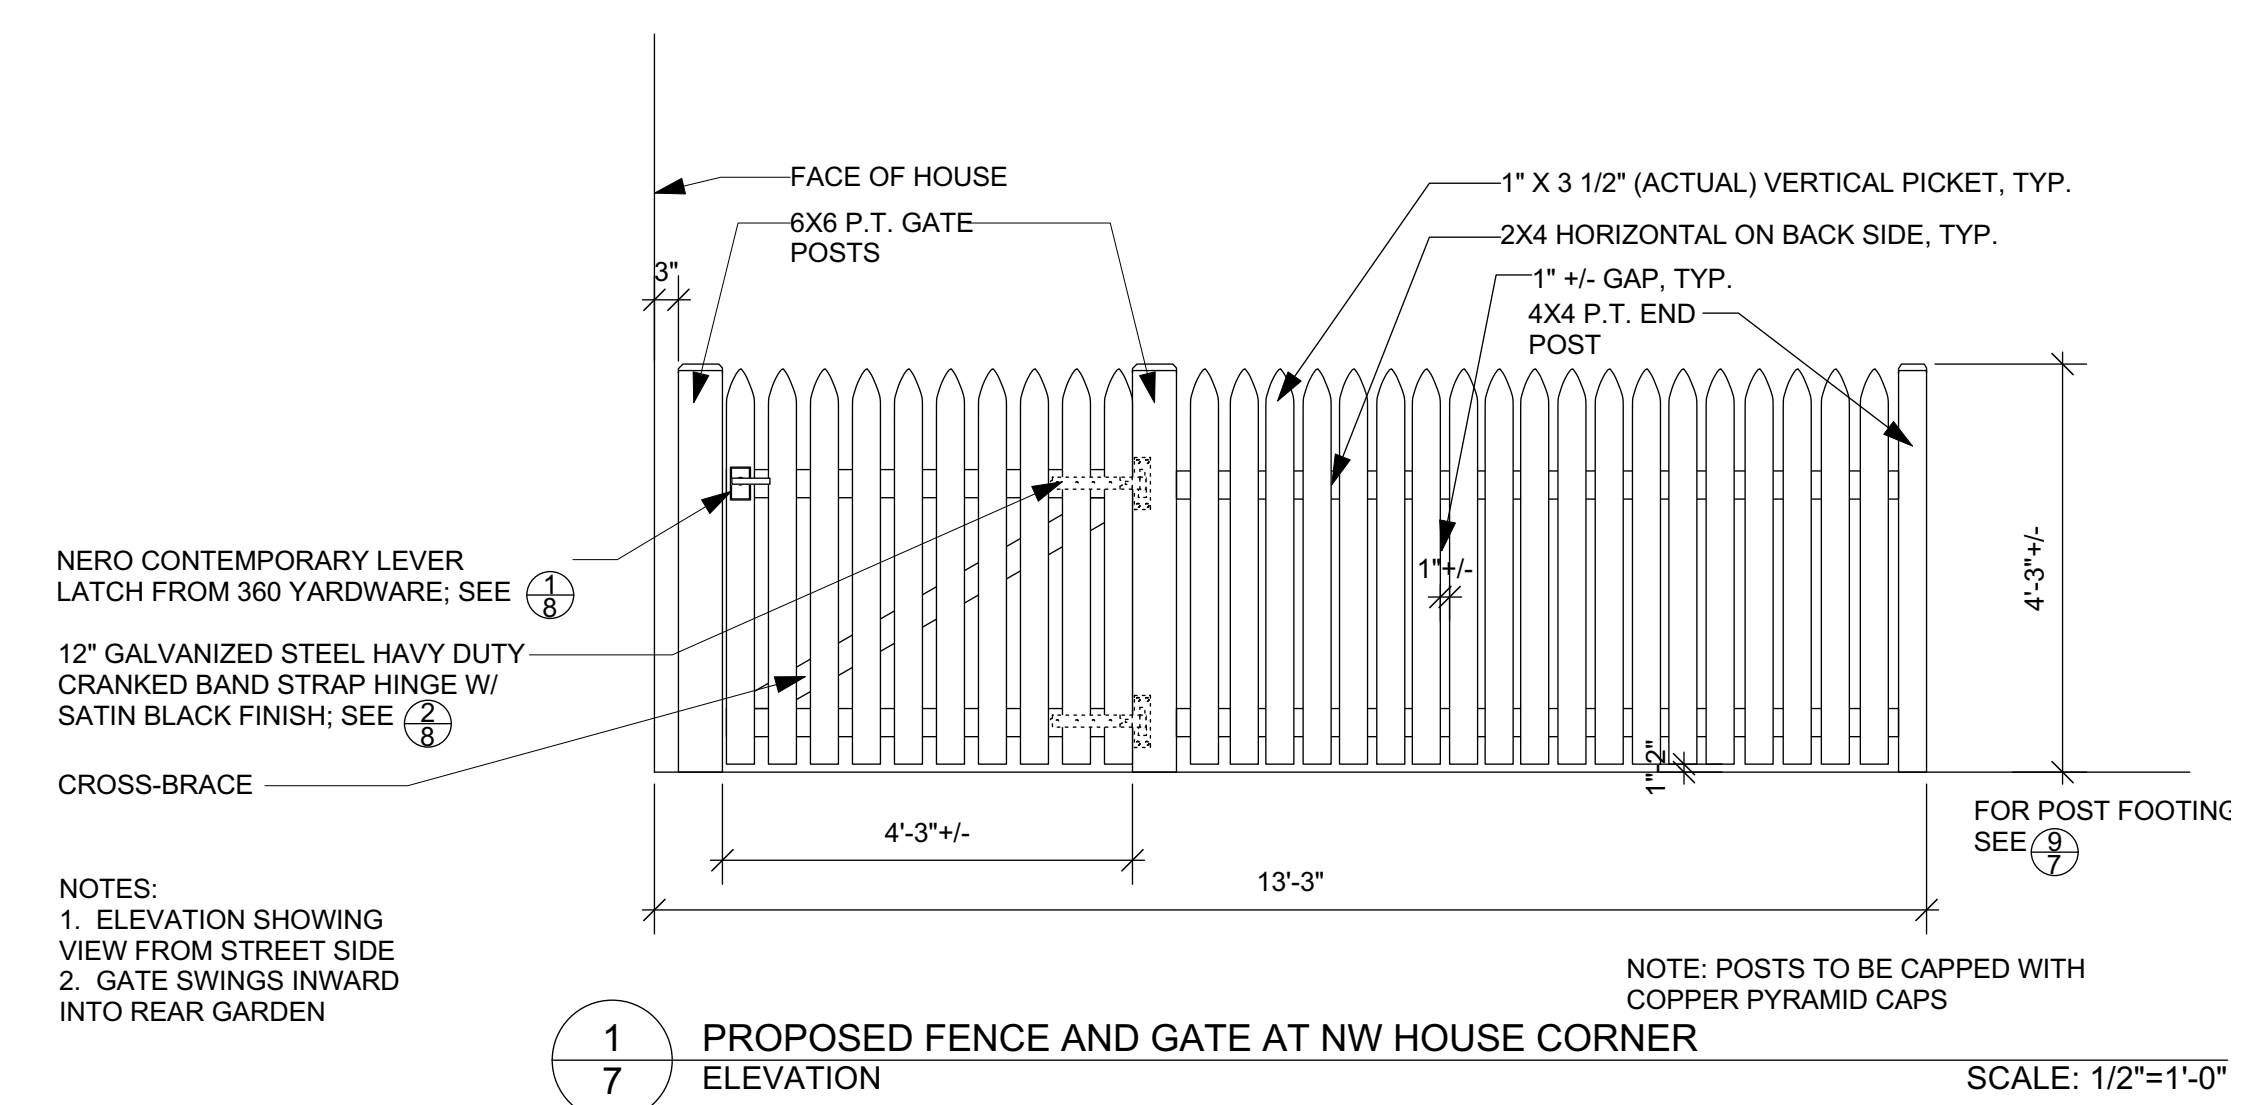 FACE OF HOUSE
6X6 P.T. GATE
POSTS
3"
1" X 3 1/2" (ACTUAL) VERTICAL PICKET, TYP.
2X4 HORIZONTAL ON BACK SIDE, TYP.
1" +/- GAP, TYP.
4X4 P.T. END
POST
NERO CONTEMPORARY LEVER
LATCH FROM 360 YARDWARE; SEE 1/8
12" GALVANIZED STEEL HAVY DUTY
CRANKED BAND STRAP HINGE W/
SATIN BLACK FINISH; SEE 2/8
CROSS-BRACE
1"+/-
4'-3"+/-
1"-2"
4'-3"+/-
13'-3"
FOR POST FOOTING
SEE 9/7
NOTES:
1. ELEVATION SHOWING
VIEW FROM STREET SIDE
2. GATE SWINGS INWARD
INTO REAR GARDEN
NOTE: POSTS TO BE CAPPED WITH
COPPER PYRAMID CAPS
1
7
PROPOSED FENCE AND GATE AT NW HOUSE CORNER
ELEVATION
SCALE: 1/2"=1'-0"